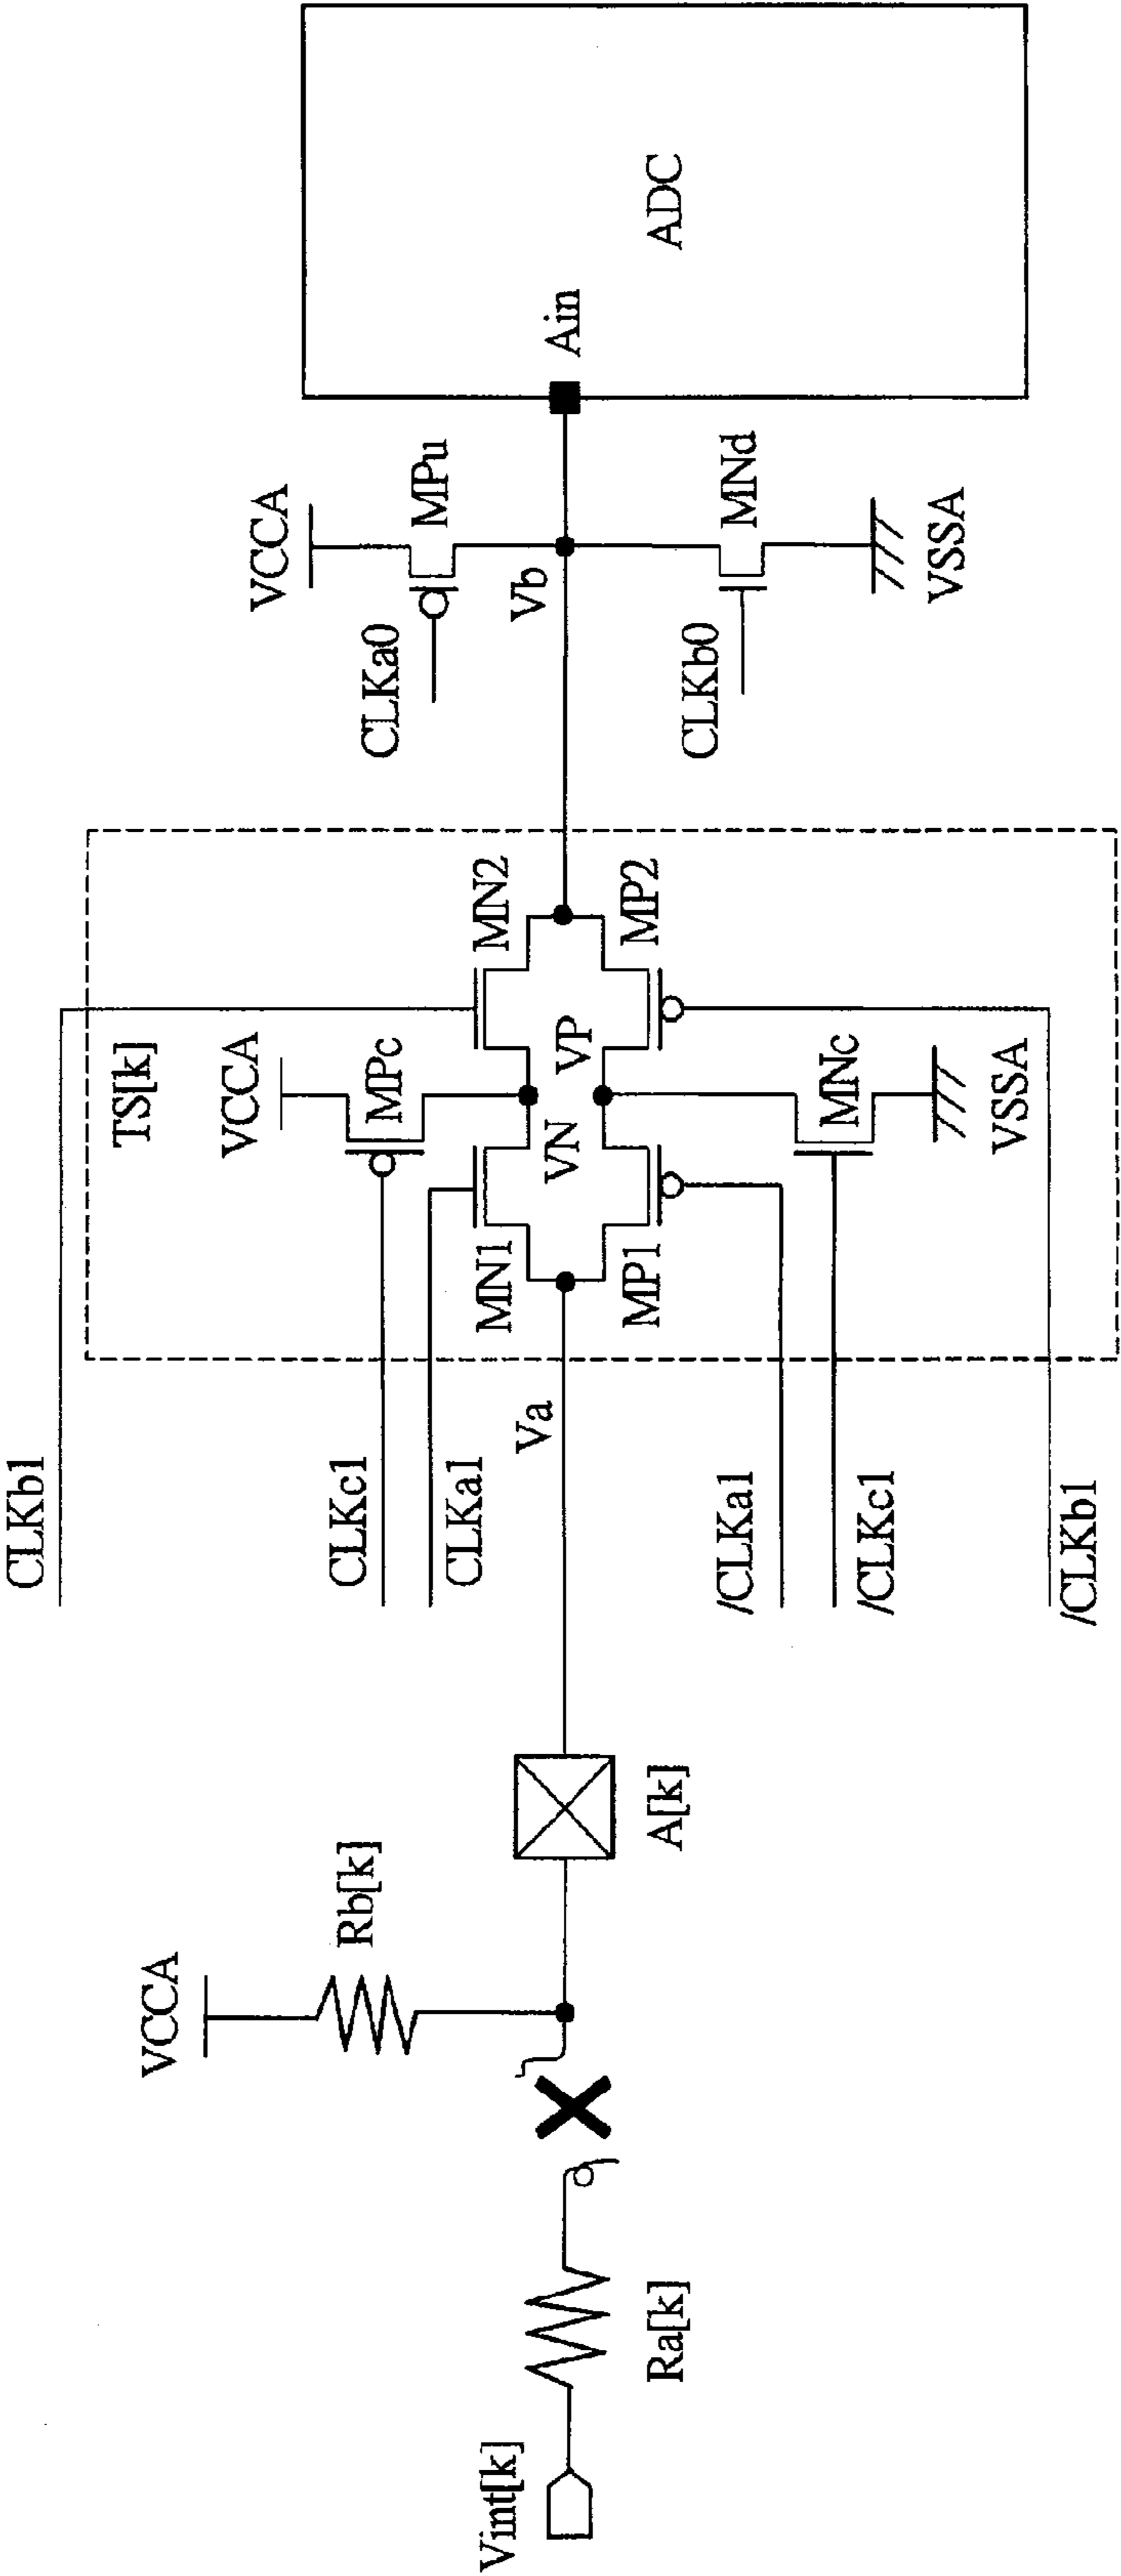 CLKb1
TS[k]
VCCA
MPc
MN2
CLKc1
CLKa1
MN1
VN
VP
MP1
MP2
Va
/CLKa1
/CLKc1
/CLKb1
MNc
VSSA
VCCA
MPu
CLKa0
Vb
Ain
ADC
CLKb0
MNd
VSSA
VCCA
Rb[k]
A[k]
Vint[k]
Ra[k]